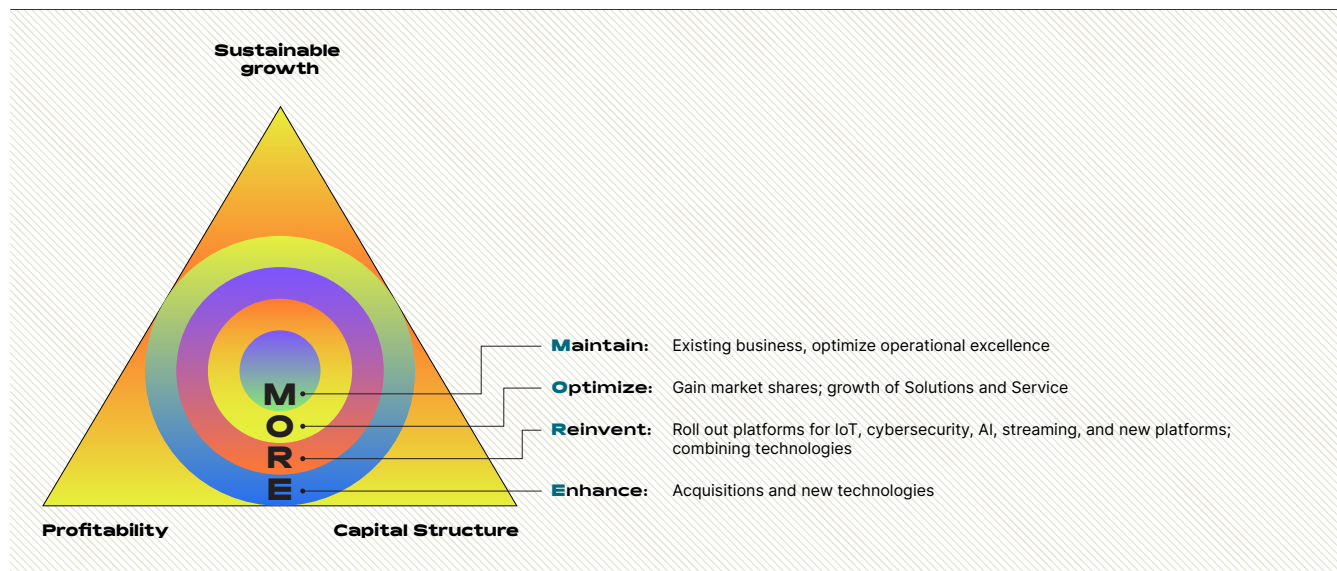 Sustainable
growth
M
O
R
E
Maintain: Existing business, optimize operational excellence
Optimize: Gain market shares; growth of Solutions and Service
Reinvent: Roll out platforms for IoT, cybersecurity, AI, streaming, and new platforms;
combining technologies
Enhance: Acquisitions and new technologies
Profitability
Capital Structure